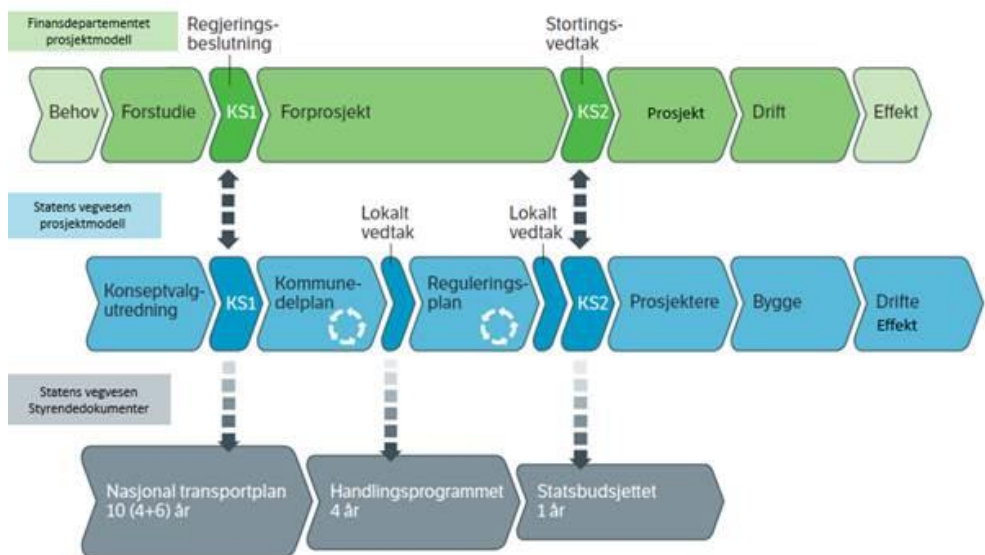 Finansdepartementet
prosjektmodell
Regjerings-
beslutning
Stortings-
vedtak
Behov
Forstudie
KS1
Forprosjekt
KS2
Prosjekt
Drift
Effekt
Statens vegvesen
prosjektmodell
Lokalt
vedtak
Lokalt
vedtak
Konseptvalg-
utredning
KS1
Kommune-
delplan
Regulerings-
plan
KS2
Prosjektere
Bygge
Drifte
Effekt
Statens vegvesen
Styrendedokumenter
Nasjonal transportplan
10 (4+6) år
Handlingsprogrammet
4 år
Statsbudsjettet
1 år